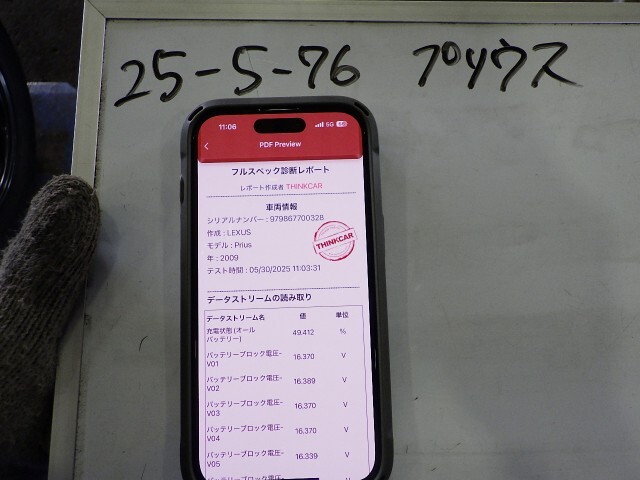 25-5-76 プリウス
11:06 5G 66
PDF Preview
フルスペック診断レポート
レポート作成者 THINKCAR
車両情報
シリアルナンバー : 979867700328
作成 : LEXUS
モデル : Prius
年 : 2009
テスト時間 : 05/30/2025 11:03:31
THINKCAR
データストリームの読み取り
データストリーム名 値 単位
充電状態 (オール 49.412 %
バッテリー)
バッテリーブロック電圧- 16.370 V
V01
バッテリーブロック電圧- 16.389 V
V02
バッテリーブロック電圧- 16.370 V
V03
バッテリーブロック電圧- 16.370 V
V04
バッテリーブロック電圧- 16.339 V
V05